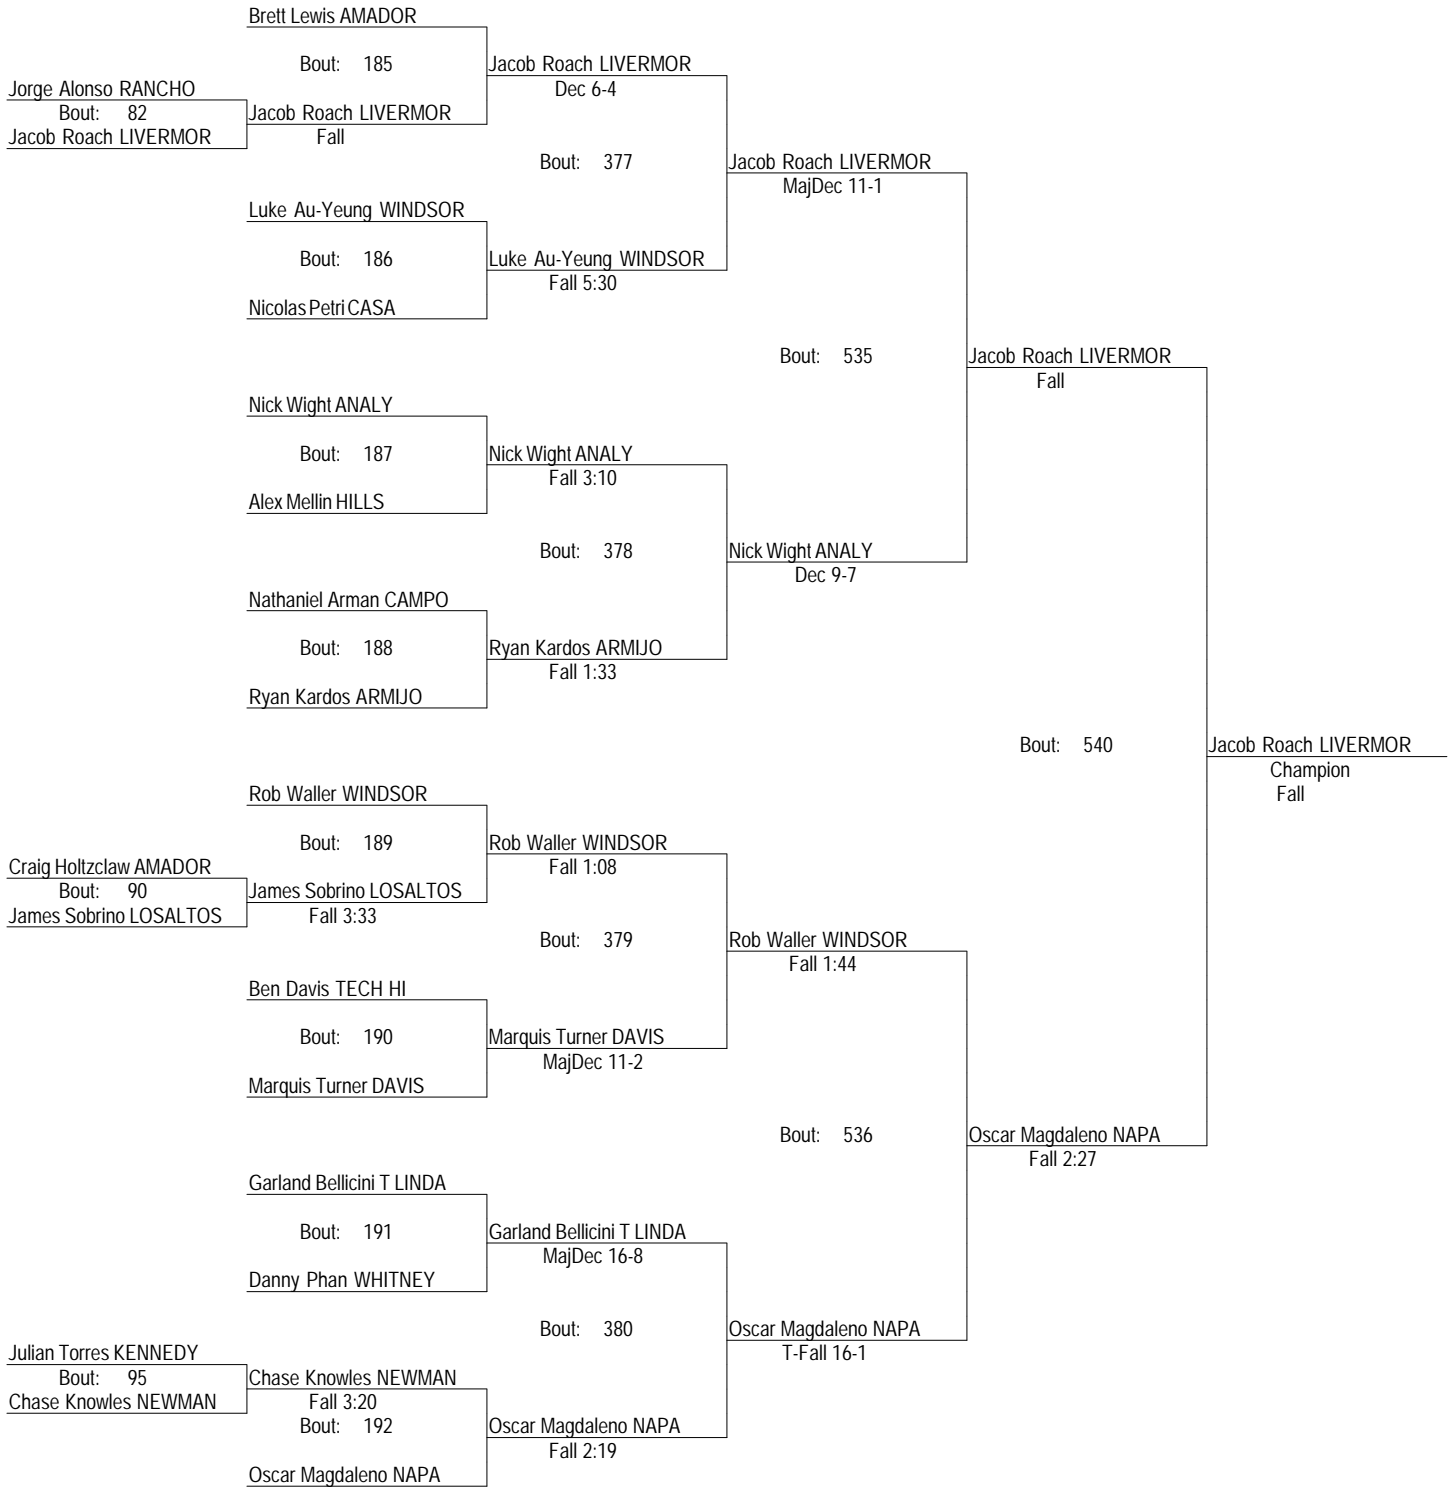 Brett Lewis AMADOR
Bout: 185
Jacob Roach LIVERMOR
Dec 6-4
Jorge Alonso RANCHO
Bout: 82
Jacob Roach LIVERMOR
Jacob Roach LIVERMOR
Fall
Bout: 377
Jacob Roach LIVERMOR
MajDec 11-1
Luke Au-Yeung WINDSOR
Bout: 186
Luke Au-Yeung WINDSOR
Fall 5:30
Nicolas Petri CASA
Bout: 535
Jacob Roach LIVERMOR
Fall
Nick Wight ANALY
Bout: 187
Nick Wight ANALY
Fall 3:10
Alex Mellin HILLS
Bout: 378
Nick Wight ANALY
Dec 9-7
Nathaniel Arman CAMPO
Bout: 188
Ryan Kardos ARMIJO
Fall 1:33
Ryan Kardos ARMIJO
Bout: 540
Jacob Roach LIVERMOR
Champion
Fall
Rob Waller WINDSOR
Bout: 189
Rob Waller WINDSOR
Fall 1:08
Craig Holtzclaw AMADOR
Bout: 90
James Sobrino LOSALTOS
James Sobrino LOSALTOS
Fall 3:33
Bout: 379
Rob Waller WINDSOR
Fall 1:44
Ben Davis TECH HI
Bout: 190
Marquis Turner DAVIS
MajDec 11-2
Marquis Turner DAVIS
Bout: 536
Oscar Magdaleno NAPA
Fall 2:27
Garland Bellicini T LINDA
Bout: 191
Garland Bellicini T LINDA
MajDec 16-8
Danny Phan WHITNEY
Bout: 380
Oscar Magdaleno NAPA
T-Fall 16-1
Julian Torres KENNEDY
Bout: 95
Chase Knowles NEWMAN
Chase Knowles NEWMAN
Fall 3:20
Bout: 192
Oscar Magdaleno NAPA
Fall 2:19
Oscar Magdaleno NAPA